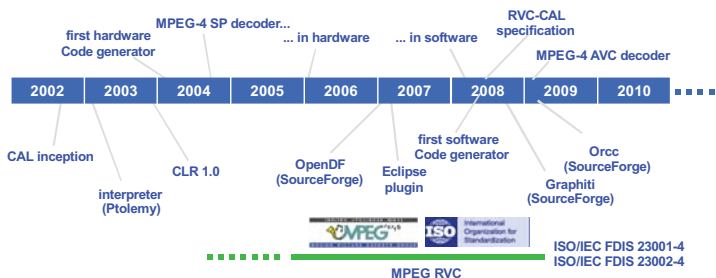 RVC-CAL
specification
MPEG-4 SP decoder...
first hardware
Code generator
... in hardware
... in software
MPEG-4 AVC decoder
2002 2003 2004 2005 2006 2007 2008 2009 2010
CAL inception
interpreter
(Ptolemy)
CLR 1.0
OpenDF
(SourceForge)
Eclipse
plugin
first software
Code generator
Orcc
(SourceForge)
Graphiti
(SourceForge)
MPEG
ISO
International
Organization for
Standardization
ISO/IEC FDIS 23001-4
ISO/IEC FDIS 23002-4
MPEG RVC